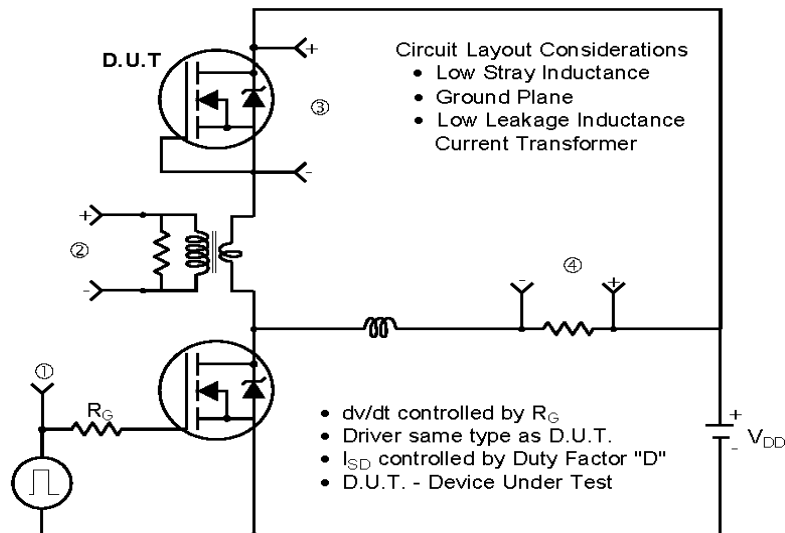 D.U.T
+
Circuit Layout Considerations
• Low Stray Inductance
• Ground Plane
• Low Leakage Inductance
Current Transformer
③
-
+
②
-
④
-
+
①
RG
• dv/dt controlled by RG
• Driver same type as D.U.T.
• ISD controlled by Duty Factor "D"
• D.U.T. - Device Under Test
+
VDD
-